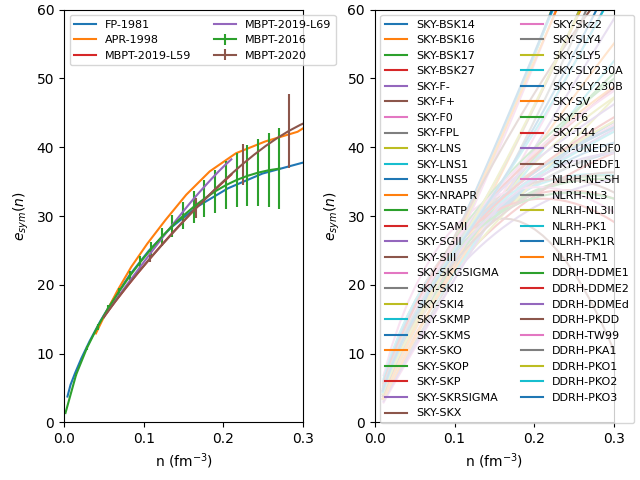 60
50
40
30
20
10
0
0.0
0.1
0.2
0.3
e_sym(n)
n (fm⁻³)
FP-1981
APR-1998
MBPT-2019-L59
MBPT-2019-L69
MBPT-2016
MBPT-2020
60
50
40
30
20
10
0
0.0
0.1
0.2
0.3
e_sym(n)
n (fm⁻³)
SKY-BSK14
SKY-BSK16
SKY-BSK17
SKY-BSK27
SKY-F-
SKY-F+
SKY-F0
SKY-FPL
SKY-LNS
SKY-LNS1
SKY-LNS5
SKY-NRAPR
SKY-RATP
SKY-SAMI
SKY-SGII
SKY-SIII
SKY-SKGSIGMA
SKY-SKI2
SKY-SKI4
SKY-SKMP
SKY-SKMS
SKY-SKO
SKY-SKOP
SKY-SKP
SKY-SKRSIGMA
SKY-SKX
SKY-Skz2
SKY-SLY4
SKY-SLY5
SKY-SLY230A
SKY-SLY230B
SKY-SV
SKY-T6
SKY-T44
SKY-UNEDF0
SKY-UNEDF1
NLRH-NL-SH
NLRH-NL3
NLRH-NL3II
NLRH-PK1
NLRH-PK1R
NLRH-TM1
DDRH-DDME1
DDRH-DDME2
DDRH-DDMEd
DDRH-PKDD
DDRH-TW99
DDRH-PKA1
DDRH-PKO1
DDRH-PKO2
DDRH-PKO3